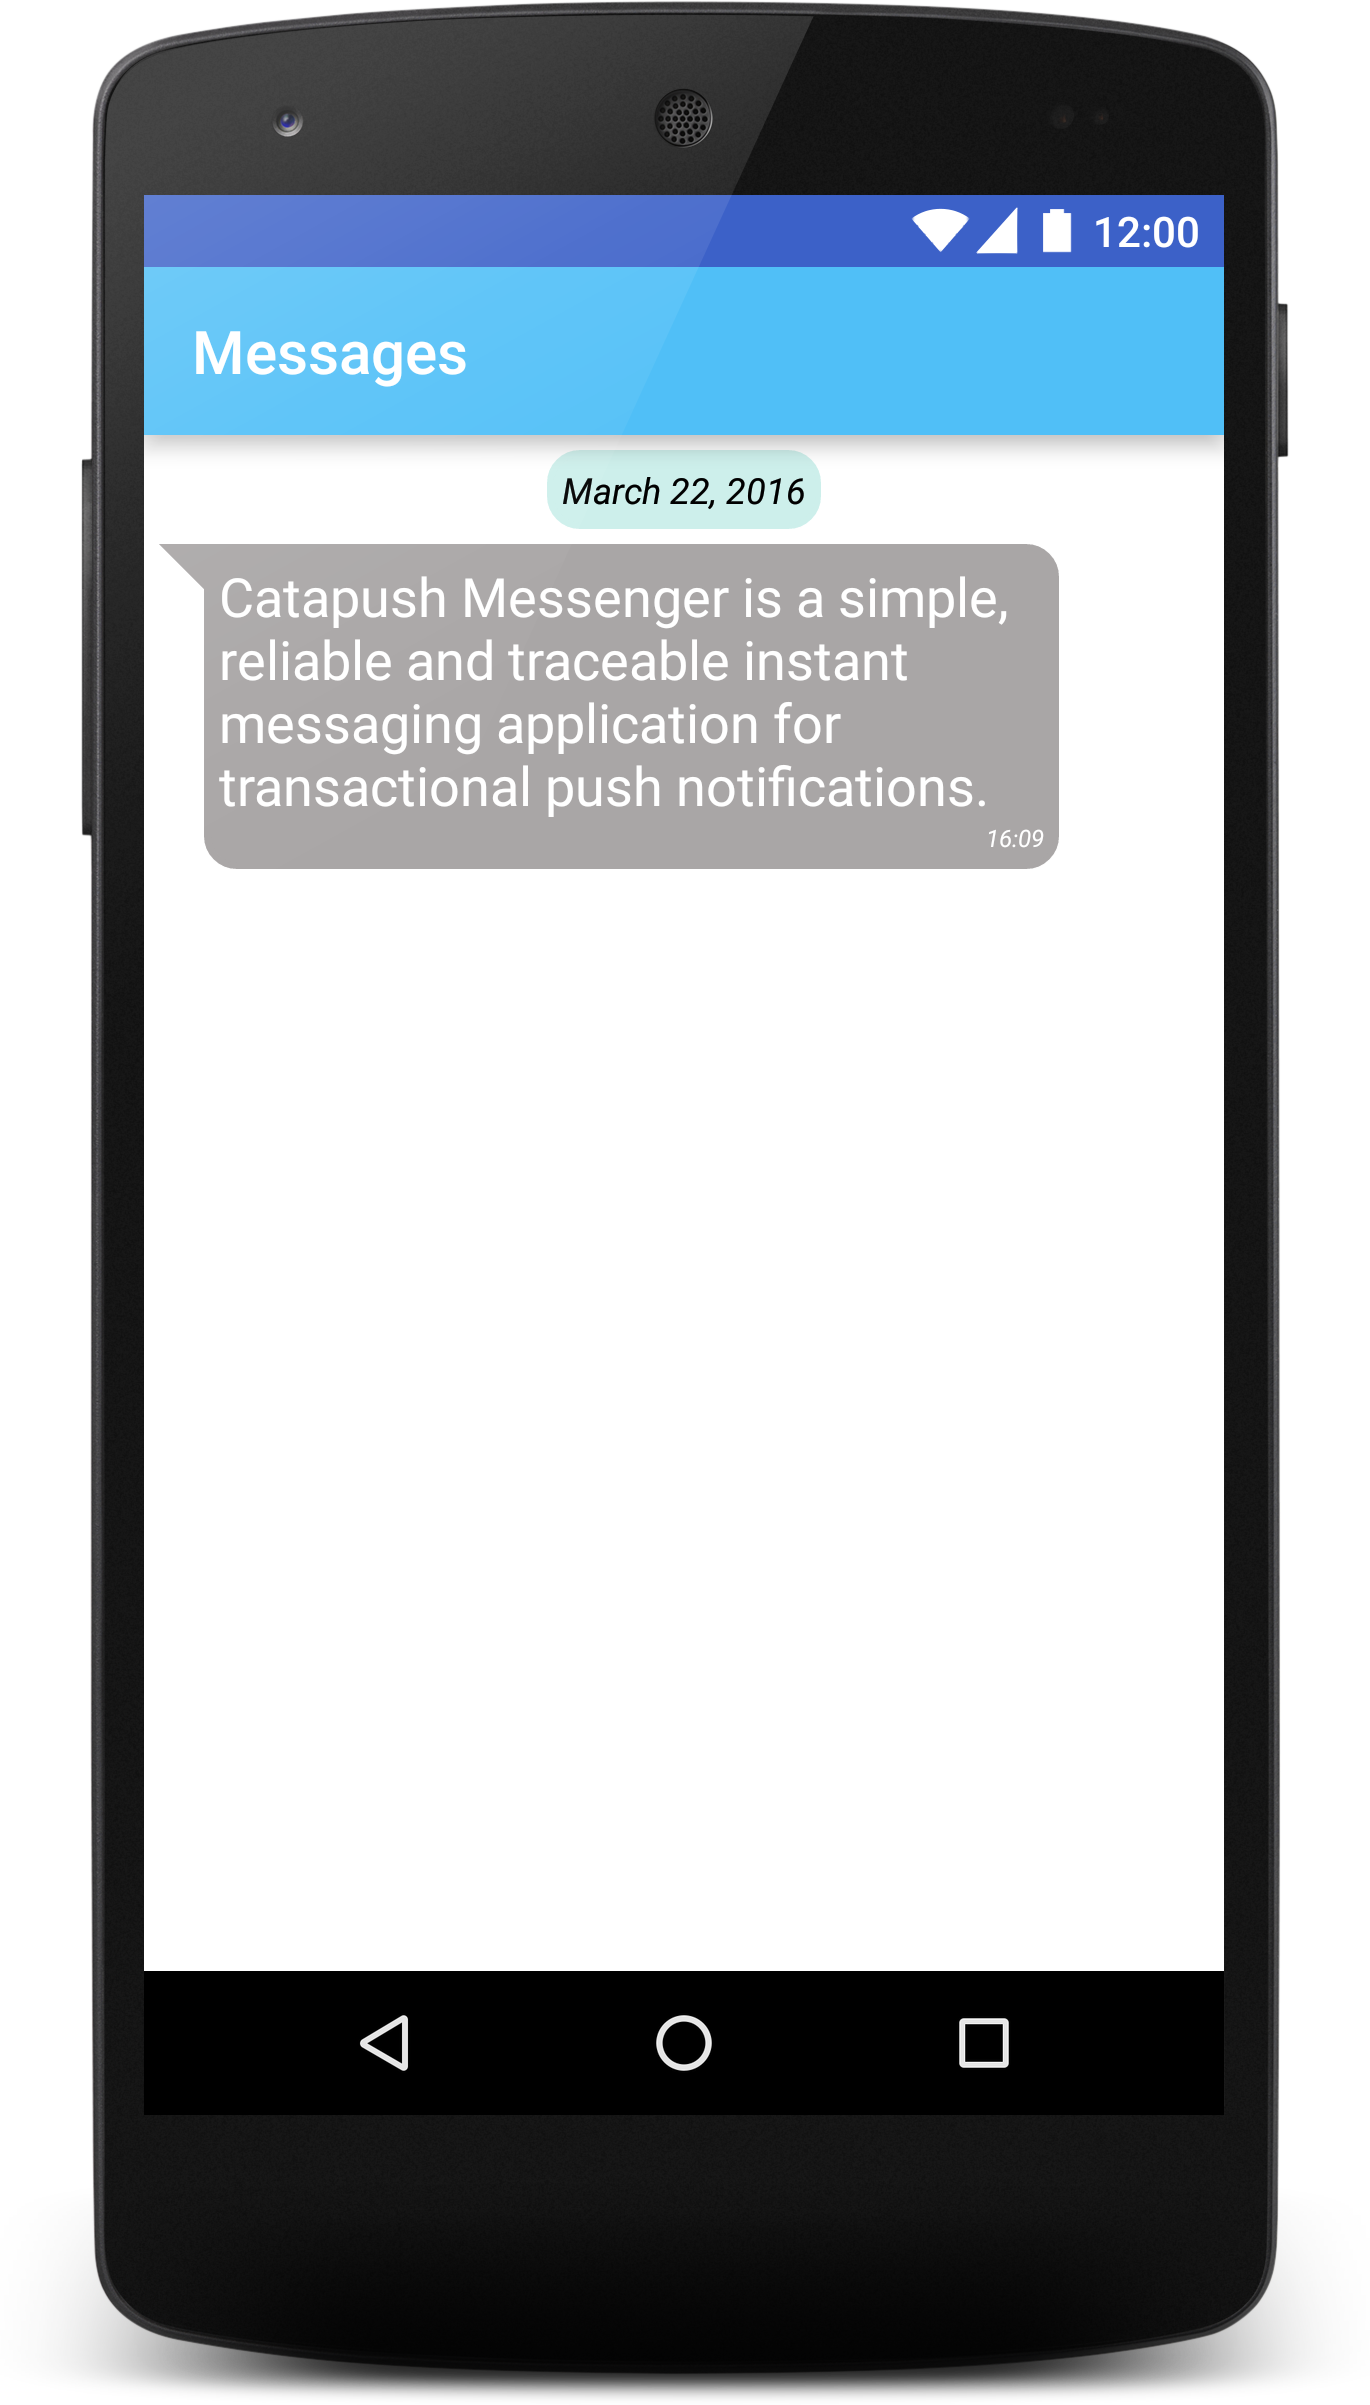 12:00
Messages
March 22, 2016
Catapush Messenger is a simple,
reliable and traceable instant
messaging application for
transactional push notifications.
16:09